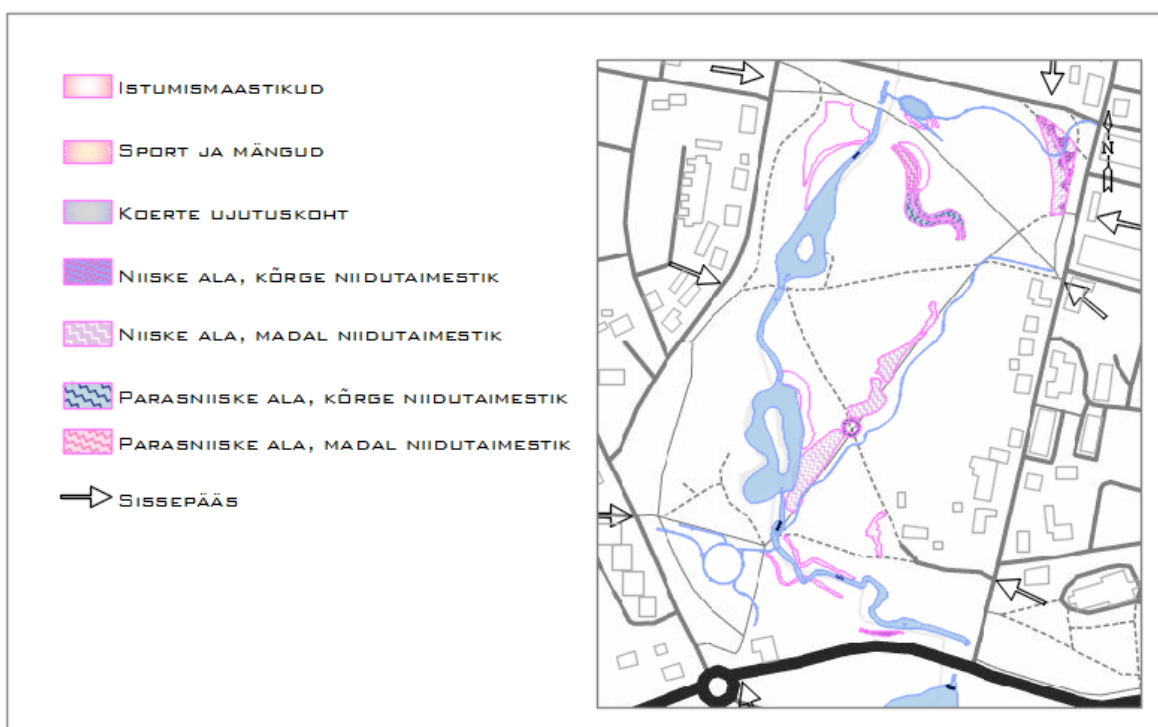 Istumismaastikud
Sport ja mängud
Koerte ujutuskoht
Niiske ala, kõrge niidutaimestik
Niiske ala, madal niidutaimestik
Parasniiske ala, kõrge niidutaimestik
Parasniiske ala, madal niidutaimestik
Sissepääs
N